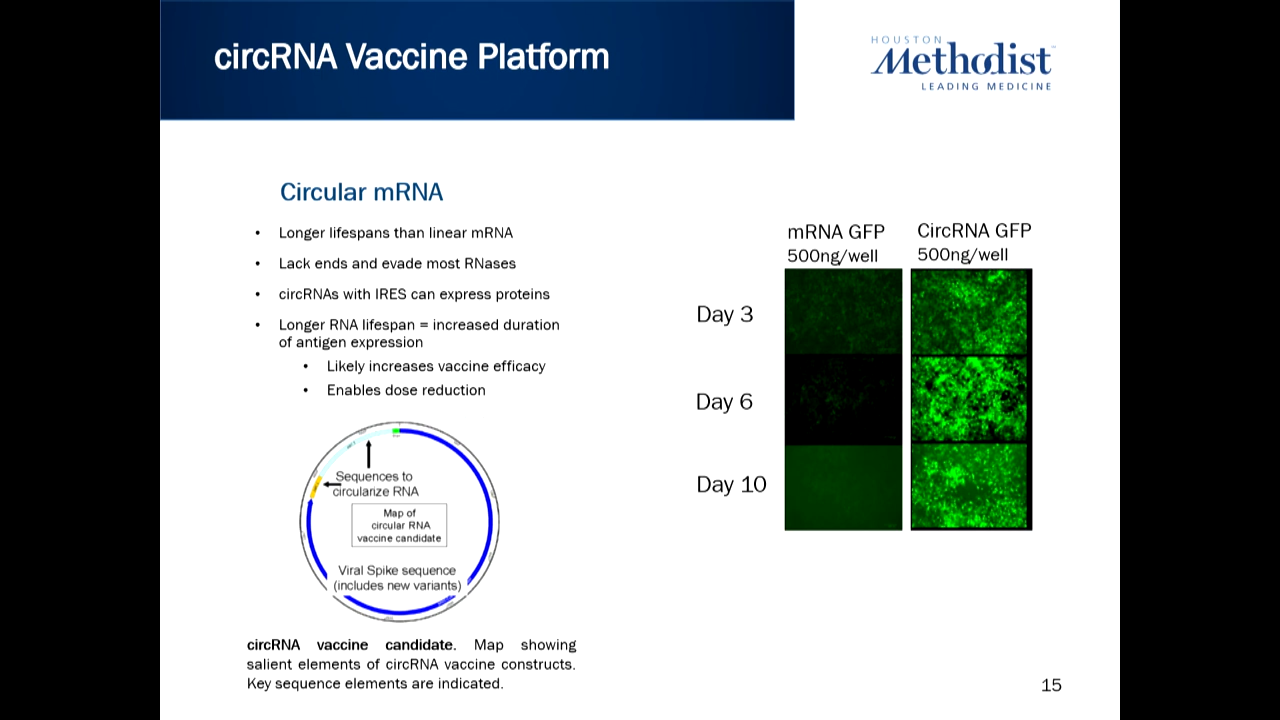 circRNA Vaccine Platform
HOUSTON
Methodist
LEADING MEDICINE
Circular mRNA
• Longer lifespans than linear mRNA
• Lack ends and evade most RNases
• circRNAs with IRES can express proteins
• Longer RNA lifespan = increased duration
of antigen expression
• Likely increases vaccine efficacy
• Enables dose reduction
Sequences to
circularize RNA
Map of
circular RNA
vaccine candidate
Viral Spike sequence
(includes new variants)
circRNA vaccine candidate. Map showing
salient elements of circRNA vaccine constructs.
Key sequence elements are indicated.
mRNA GFP
500ng/well
CircRNA GFP
500ng/well
Day 3
Day 6
Day 10
15